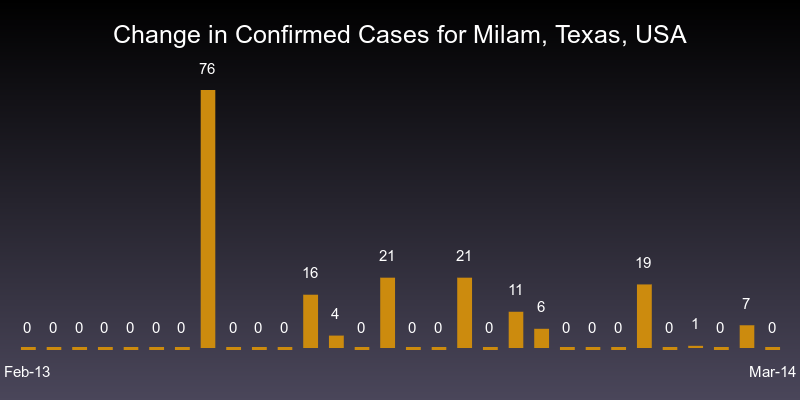 Change in Confirmed Cases for Milam, Texas, USA
76
21 21
16 19
11
4 6 7
0 0 0 0 0 0 0 0 0 0 0 0 0 0 0 0 0 0 1 0 0
Feb-13 Mar-14